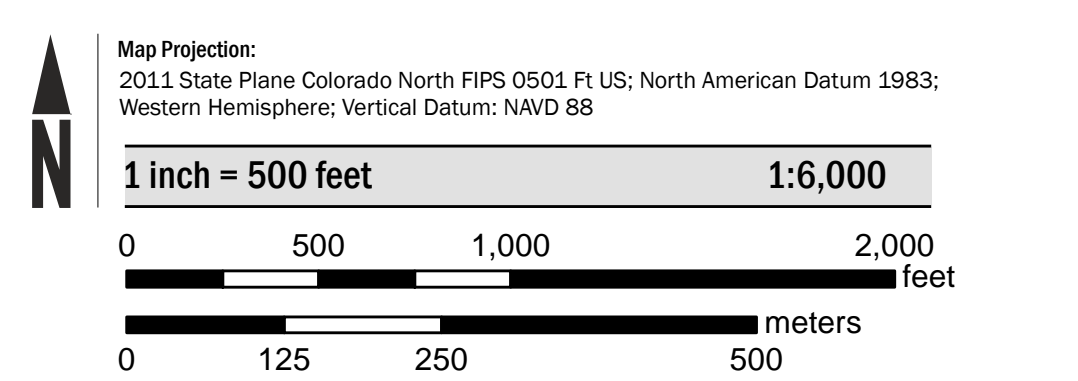 N
Map Projection:
2011 State Plane Colorado North FIPS 0501 Ft US; North American Datum 1983;
Western Hemisphere; Vertical Datum: NAVD 88
1 inch = 500 feet 1:6,000
0 500 1,000 2,000
feet
meters
0 125 250 500